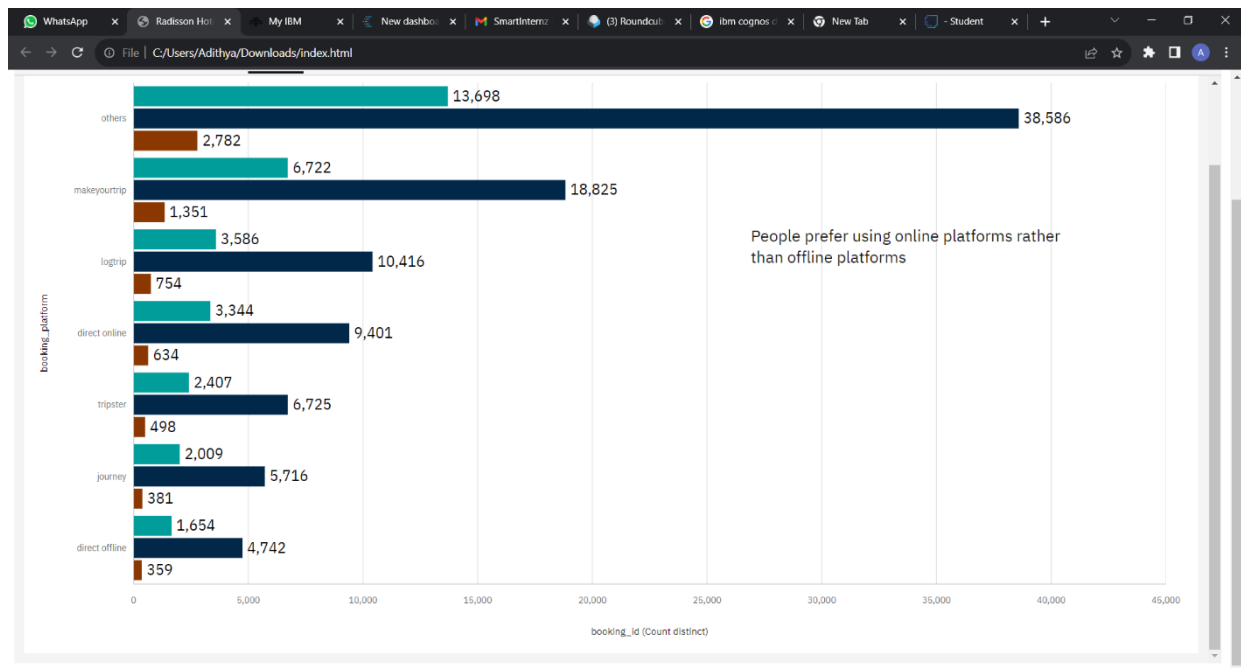 WhatsApp
Radisson Hot
My IBM
New dashboa
SmartInternz
(3) Roundcub
ibm cognos d
New Tab
- Student
File
C:/Users/Adithya/Downloads/index.html
A
13,698
others
38,586
2,782
6,722
makeyourtrip
18,825
1,351
3,586
logtrip
10,416
754
3,344
direct online
9,401
634
2,407
tripster
6,725
498
2,009
journey
5,716
381
1,654
direct offline
4,742
359
booking_platform
People prefer using online platforms rather
than offline platforms
0 5,000 10,000 15,000 20,000 25,000 30,000 35,000 40,000 45,000
booking_id (Count distinct)